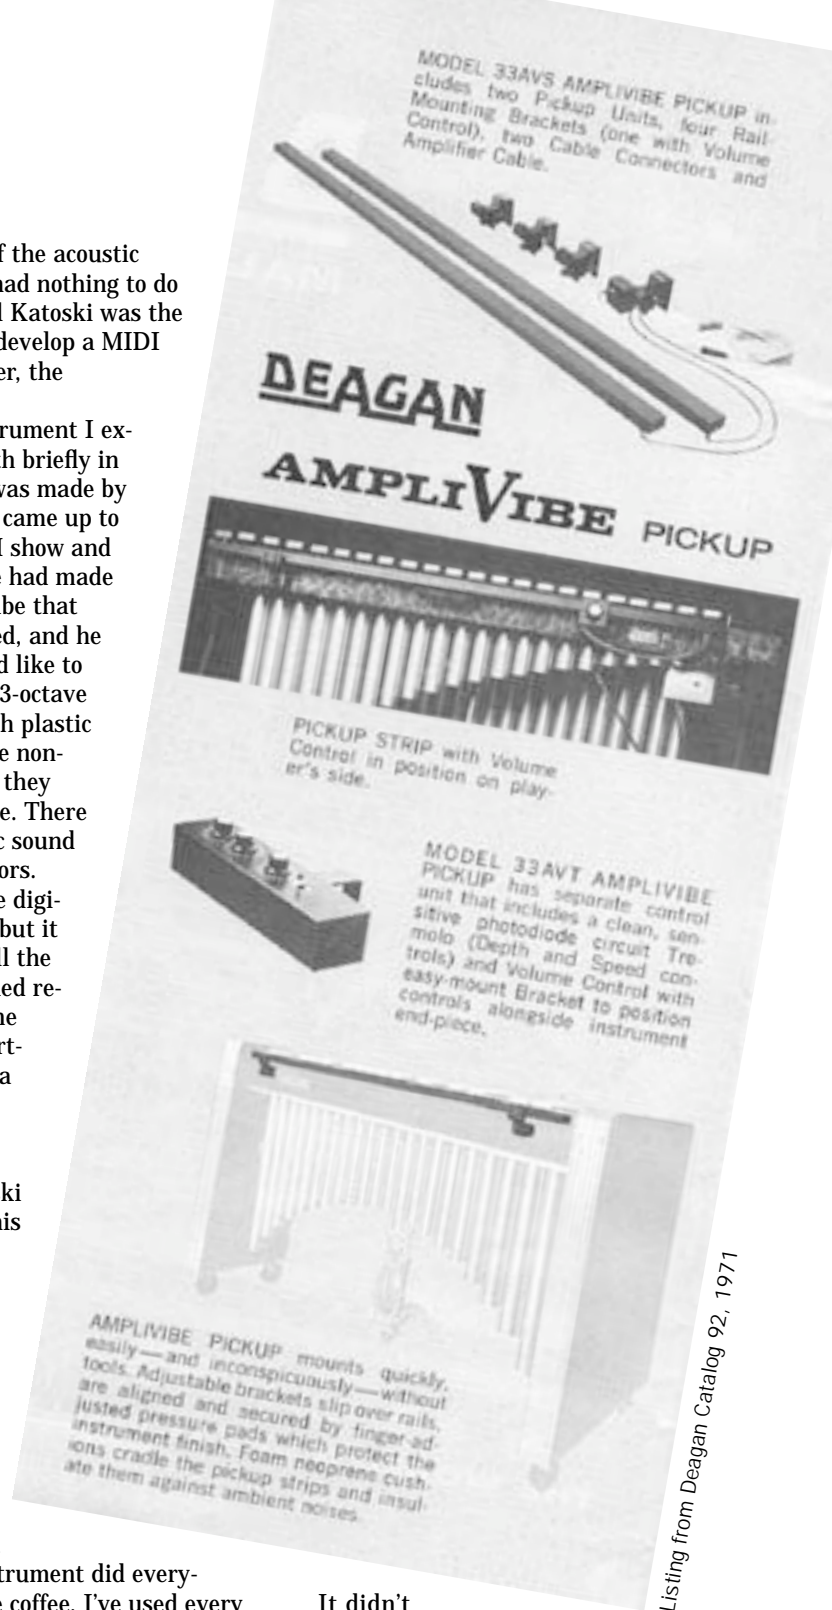 f the acoustic
had nothing to do
l Katoski was the
develop a MIDI
er, the
rument I ex-
th briefly in
was made by
came up to
I show and
e had made
ibe that
ed, and he
d like to
3-octave
h plastic
e non-
they
e. There
c sound
ors.
e digi-
but it
ll the
ed re-
ne
rt-
a
ki
his
strument did every-
e coffee. I've used every
It didn't
MODEL 33AVS AMPLIVIBE PICKUP in-
cludes two Pickup Units, four Rail-
Mounting Brackets (one with Volume
Control), two Cable Connectors and
Amplifier Cable.
DEAGAN
AMPLIVIBE PICKUP
PICKUP STRIP with Volume
Control in position on play-
er's side.
MODEL 33AVT AMPLIVIBE
PICKUP has separate control
unit that includes a clean, sen-
sitive photodiode circuit Tre-
molo (Depth and Speed con-
trols) and Volume Control with
easy-mount Bracket to position
controls alongside instrument
end-piece.
AMPLIVIBE PICKUP mounts quickly,
easily—and inconspicuously—without
tools. Adjustable brackets slip over rails,
are aligned and secured by finger-ad-
justed pressure pads which protect the
instrument finish. Foam neoprene cush-
ions cradle the pickup strips and insul-
ate them against ambient noises.
Listing from Deagan Catalog 92, 1971